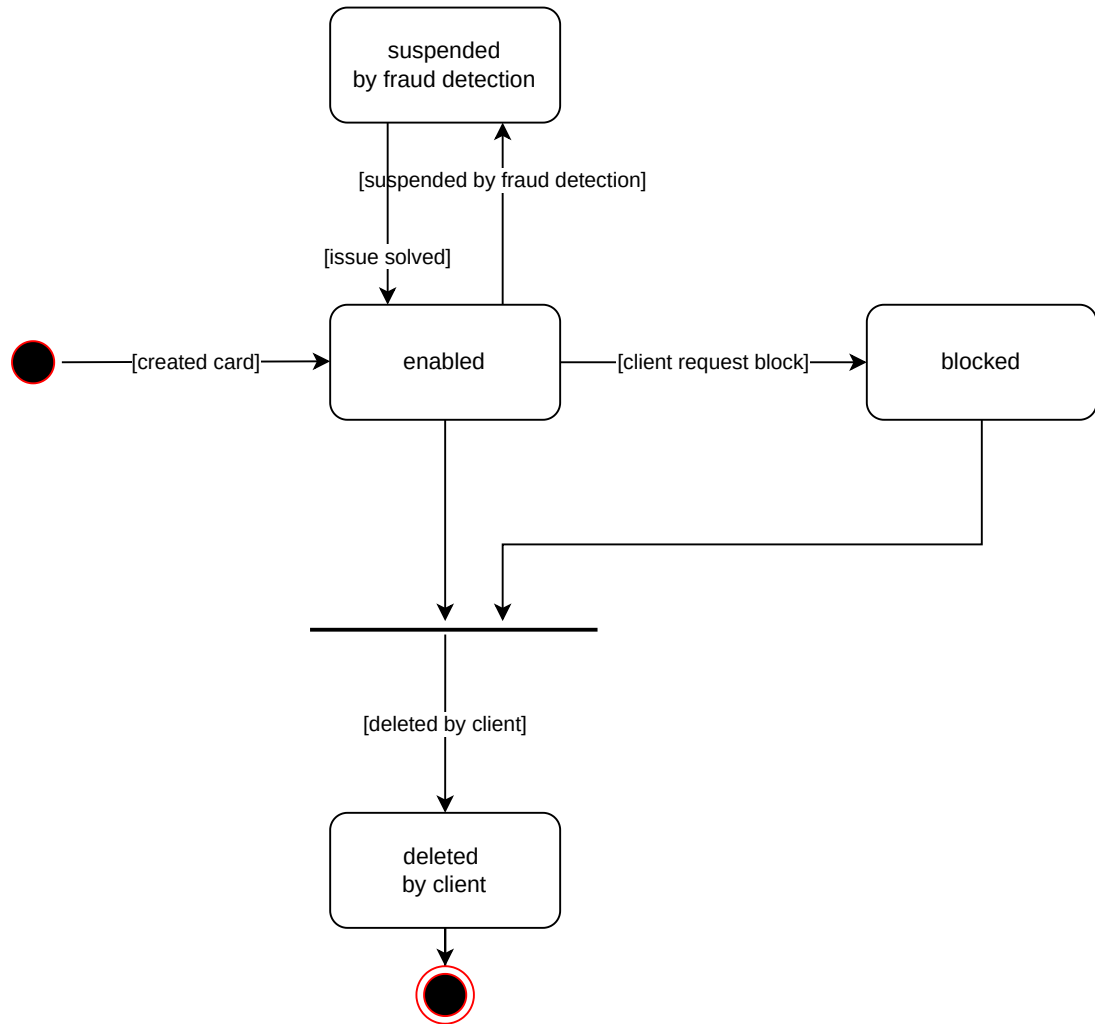 suspended
by fraud detection
[suspended by fraud detection]
[issue solved]
[created card]
enabled
[client request block]
blocked
[deleted by client]
deleted
by client